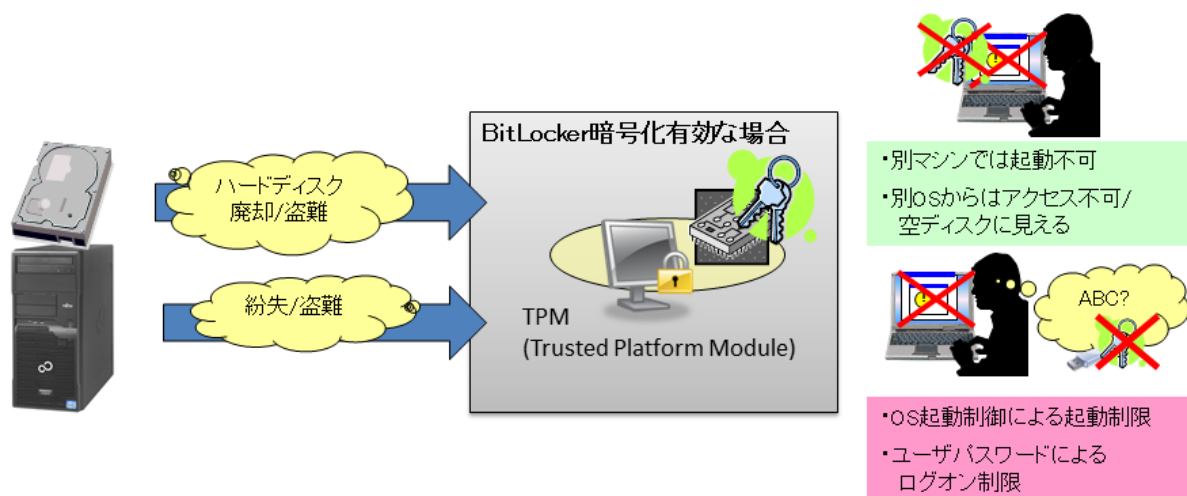 BitLocker暗号化有効な場合
ハードディスク
廃却/盗難
紛失/盗難
TPM
(Trusted Platform Module)
・別マシンでは起動不可
・別OSからはアクセス不可/
空ディスクに見える
ABC?
・OS起動制御による起動制限
・ユーザパスワードによる
ログオン制限